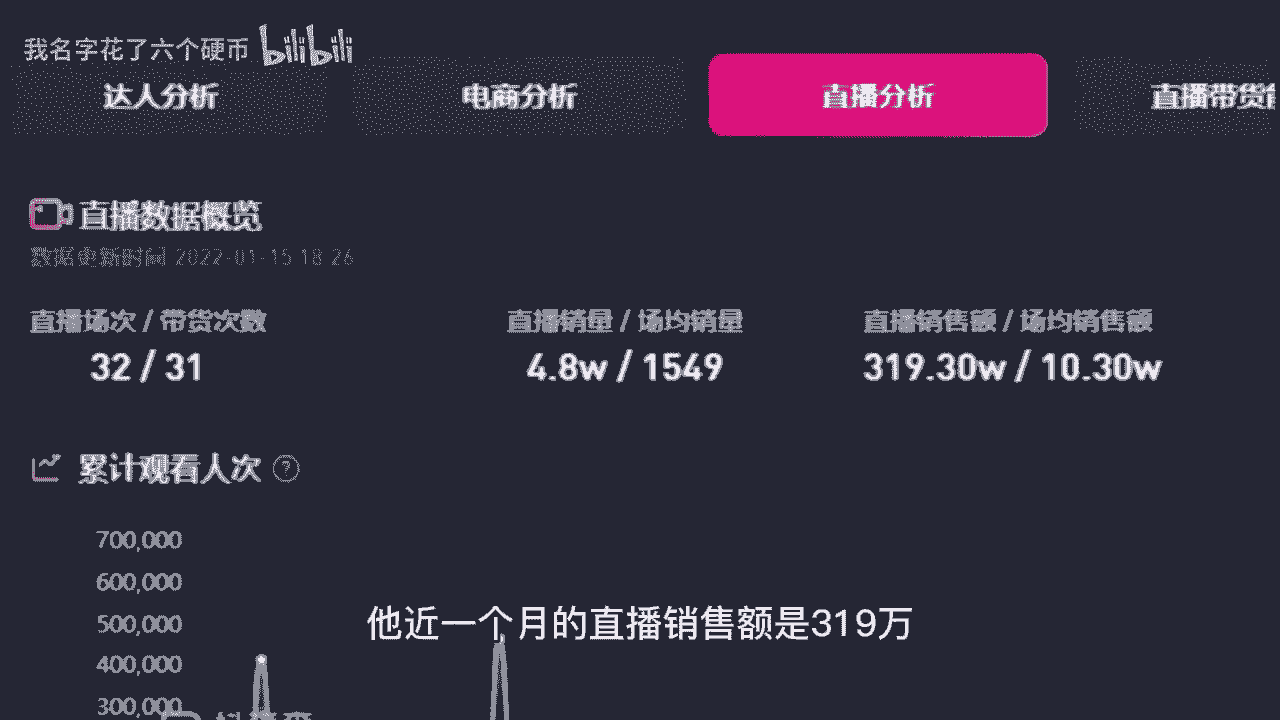 我名字花了六个硬币 bilibili
达人分析 电商分析 直播分析 直播带货
直播数据概览
数据更新时间 2022-01-15 18:26
直播场次 / 带货次数 直播销量 / 场均销量 直播销售额 / 场均销售额
32 / 31 4.8w / 1549 319.30w / 10.30w
累计观看人次 ?
700,000
600,000
500,000
他近一个月的直播销售额是319万
400,000
300,000